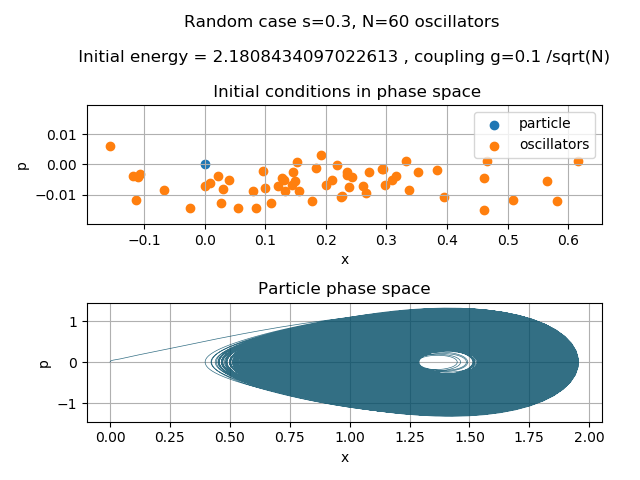 Random case s=0.3, N=60 oscillators
Initial energy = 2.1808434097022613 , coupling g=0.1 /sqrt(N)
Initial conditions in phase space
particle
oscillators
p
0.01
0.00
−0.01
−0.1 0.0 0.1 0.2 0.3 0.4 0.5 0.6
x
Particle phase space
p
1
0
−1
0.00 0.25 0.50 0.75 1.00 1.25 1.50 1.75 2.00
x